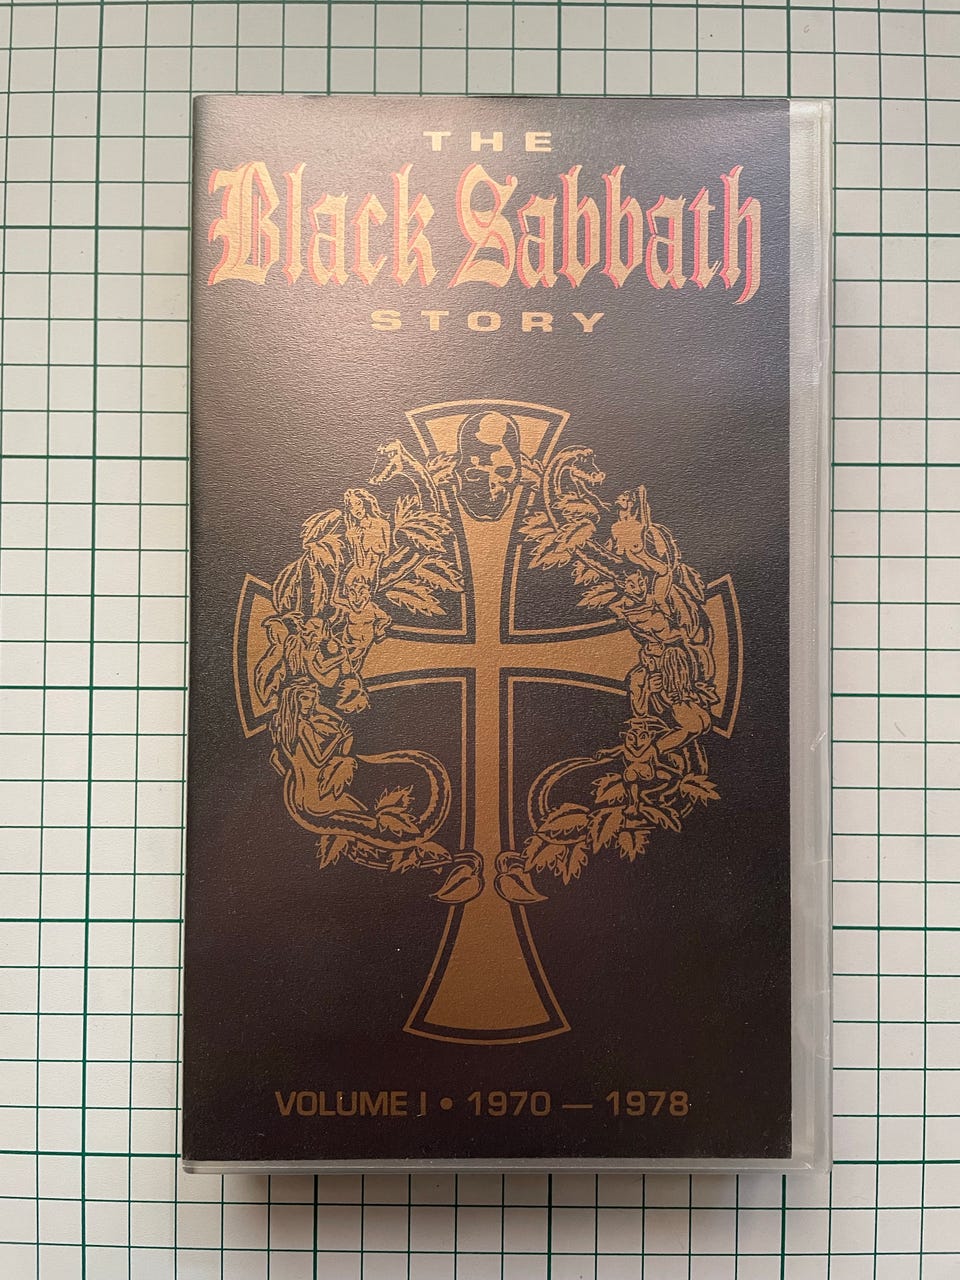 THE
Black Sabbath
STORY
VOLUME I • 1970 — 1978